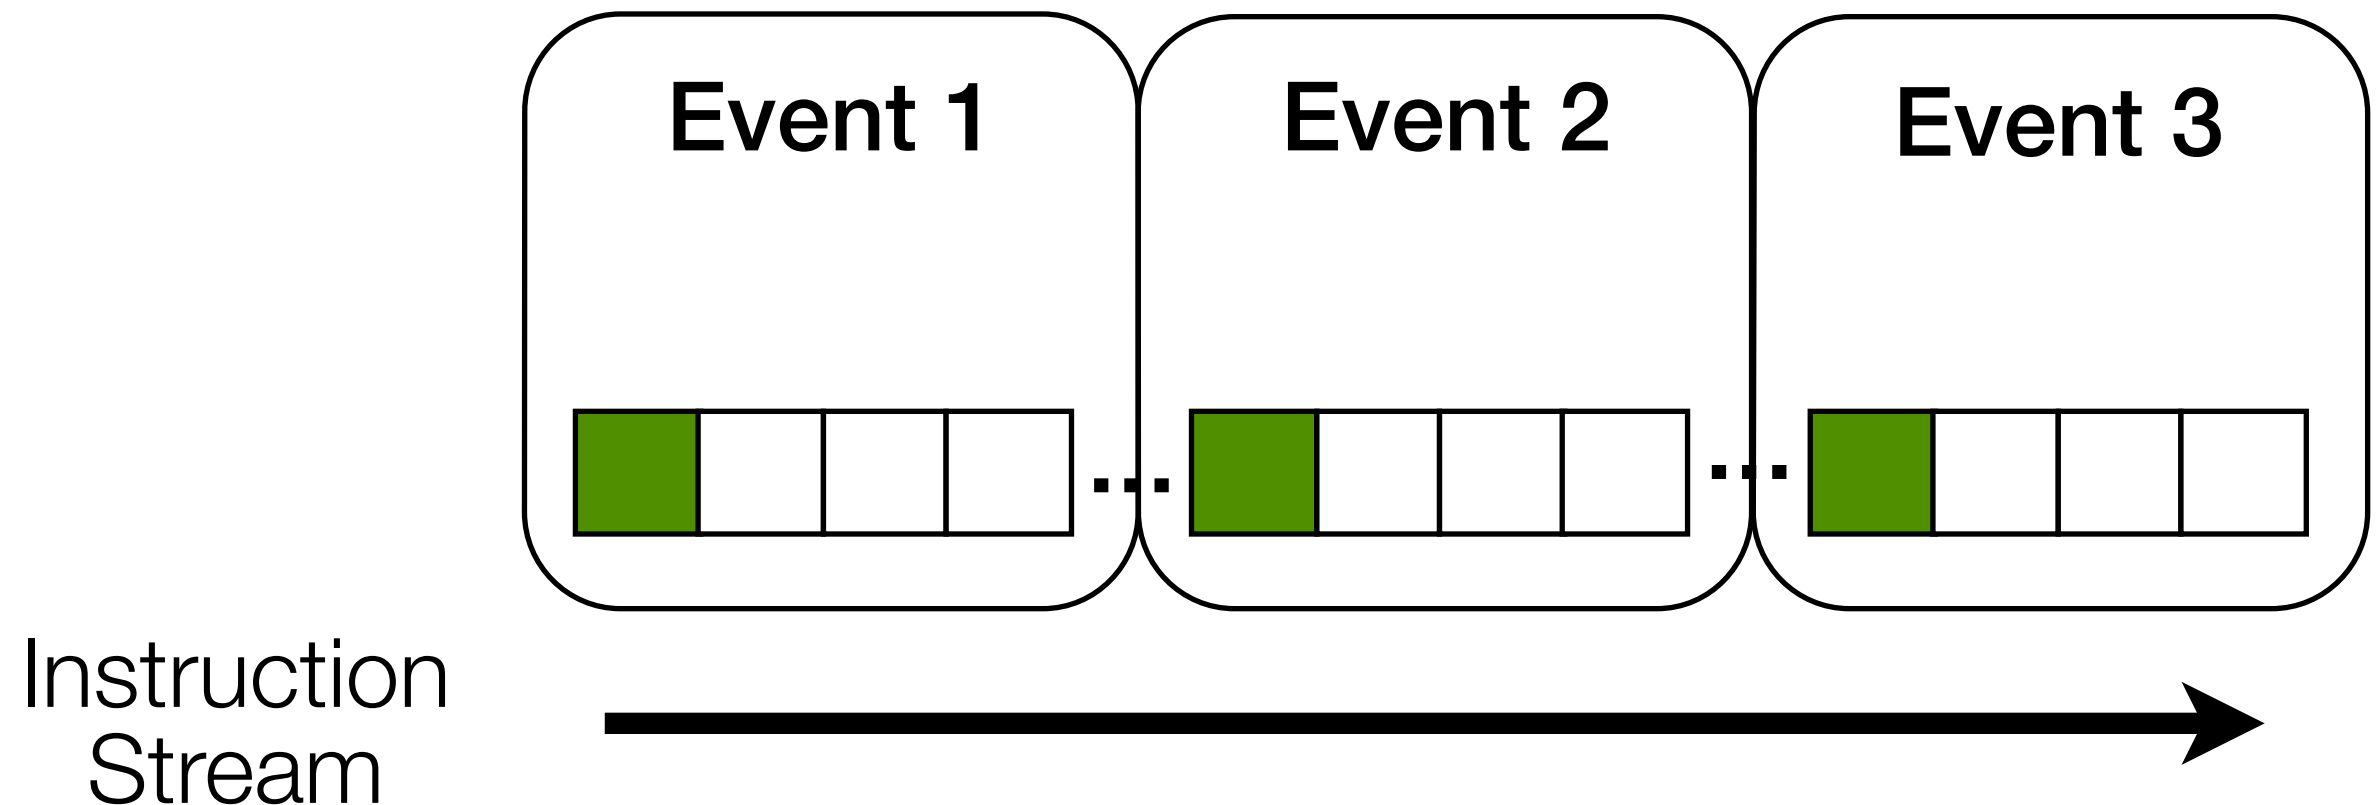 Event 1
Event 2
Event 3
...
...
Instruction
Stream